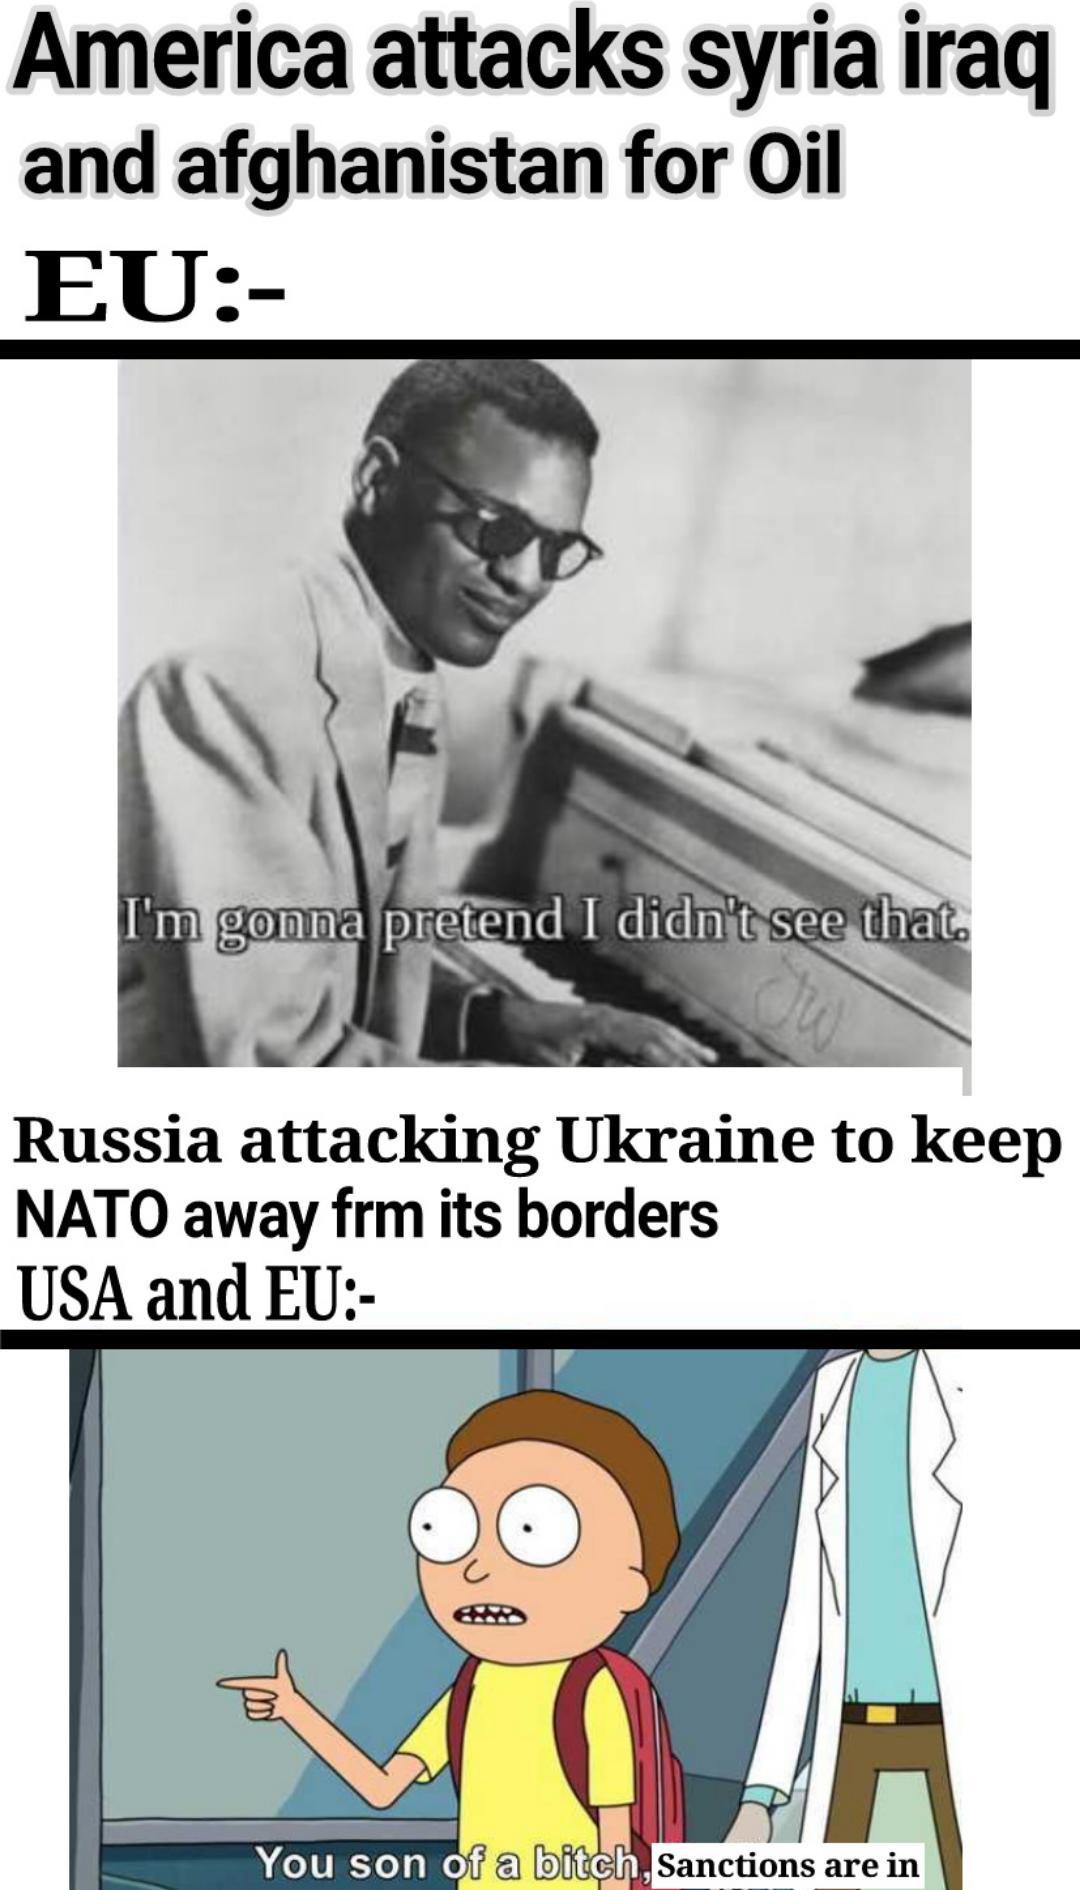 America attacks syria iraq
and afghanistan for Oil
EU:-
I'm gonna pretend I didn't see that.
Russia attacking Ukraine to keep
NATO away frm its borders
USA and EU:-
You son of a bitch, Sanctions are in